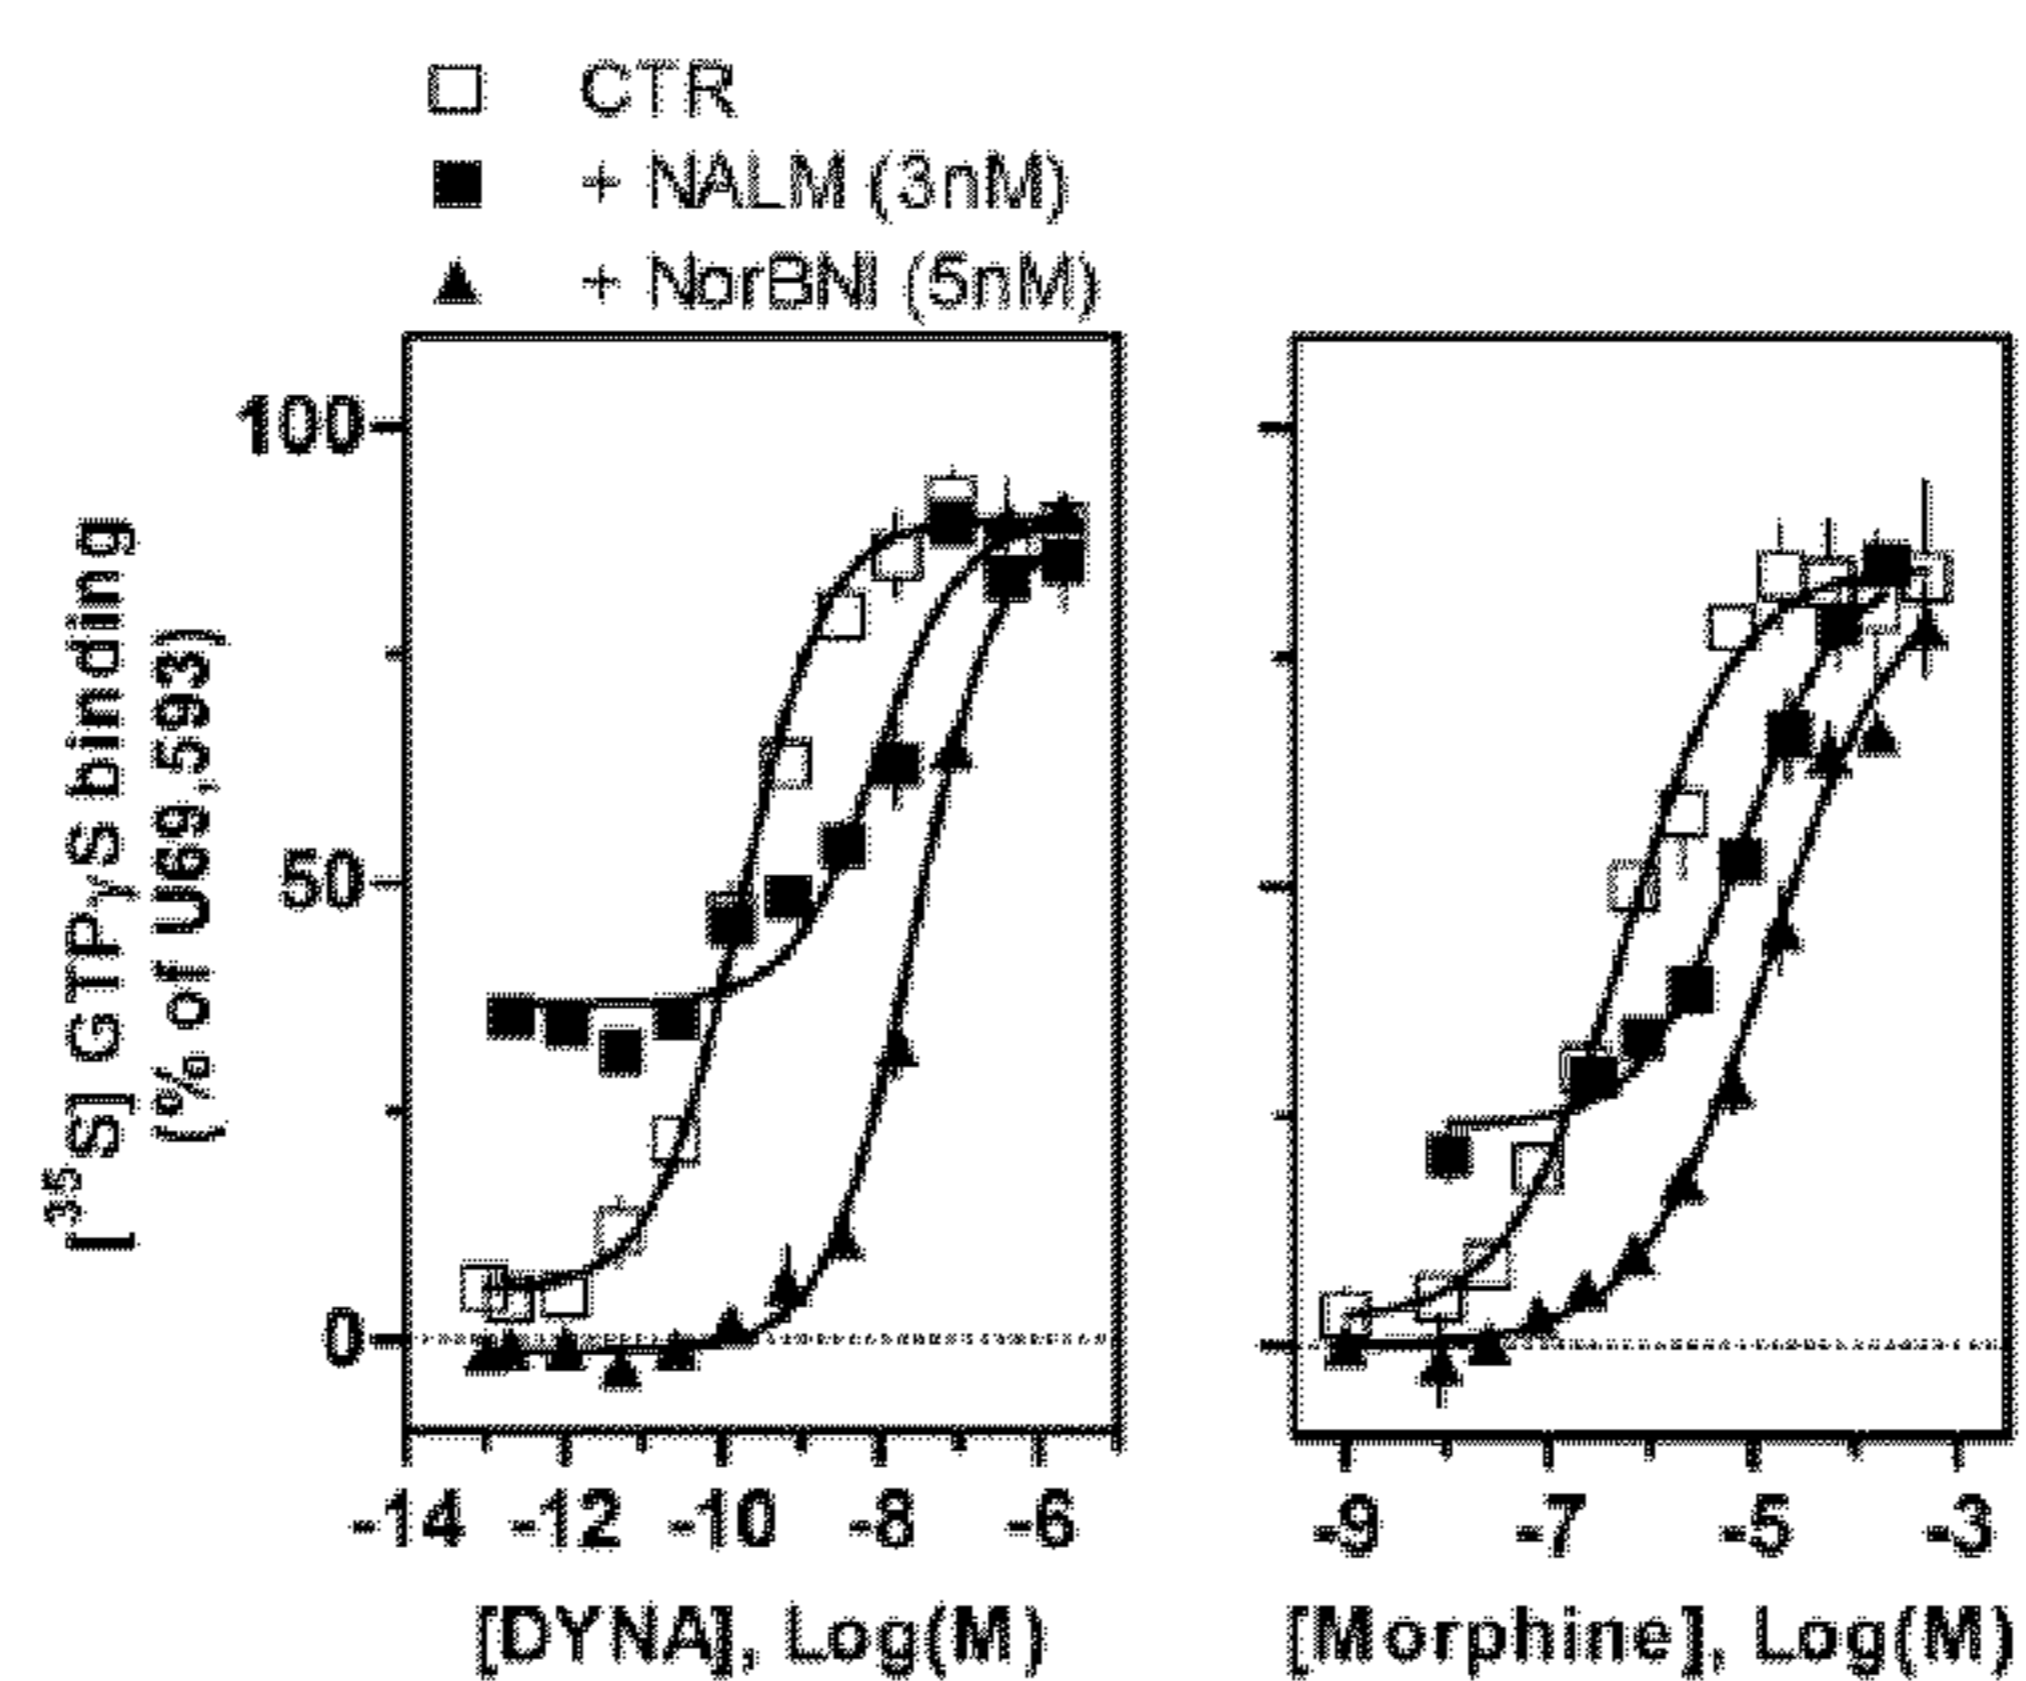 CTR
+ NALM (3nM)
+ NorBNI (5nM)
[³⁵S] GTPγS binding
(% of U69,593)
100
50
0
-14 -12 -10 -8 -6
-9 -7 -5 -3
[DYNA], Log(M)
[Morphine], Log(M)